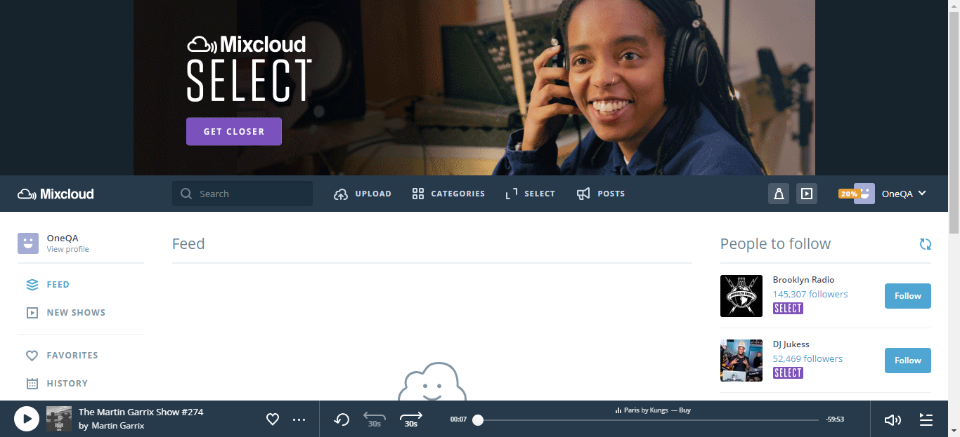 Mixcloud
SELECT
GET CLOSER
Mixcloud
Search
UPLOAD
CATEGORIES
SELECT
POSTS
20%
OneQA
OneQA
View profile
FEED
NEW SHOWS
FAVORITES
HISTORY
Feed
People to follow
Brooklyn Radio
145,307 followers
SELECT
Follow
DJ Jukess
52,469 followers
SELECT
Follow
The Martin Garrix Show #274
by Martin Garrix
30s
30s
00:07
Paris by Kungs — Buy
-59:53